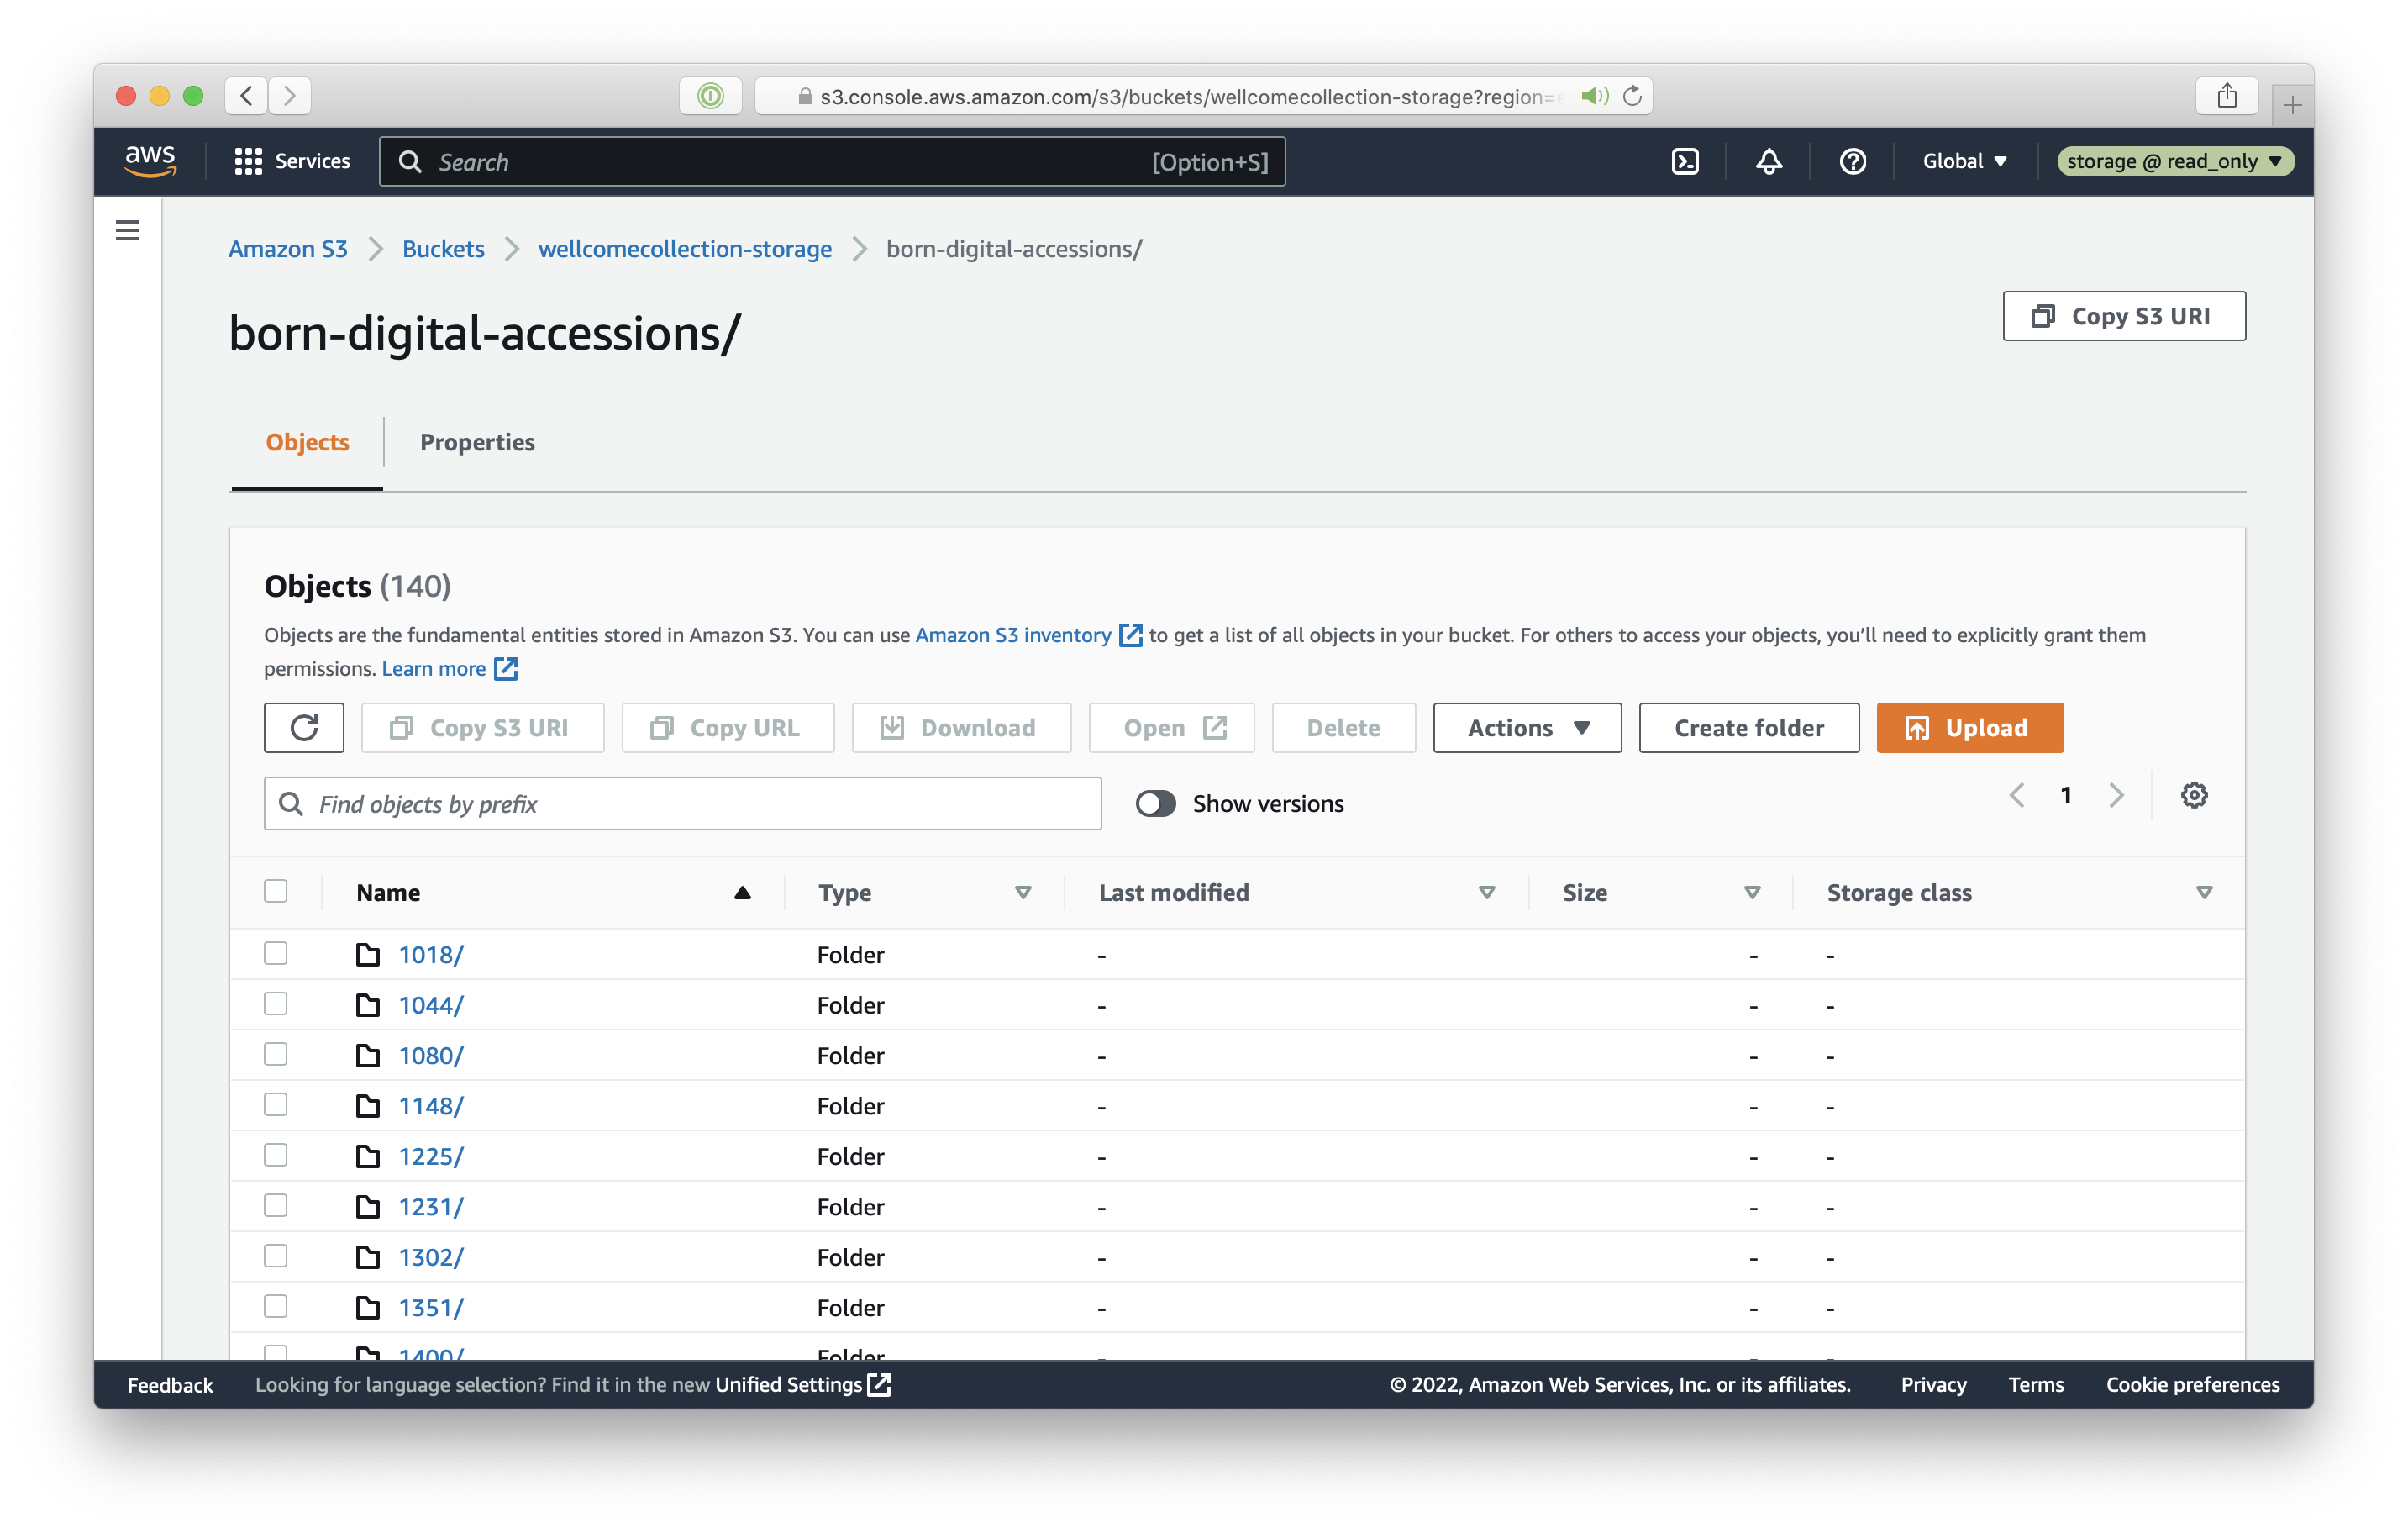 s3.console.aws.amazon.com/s3/buckets/wellcomecollection-storage?region=
aws Services Search [Option+S] Global storage @ read_only
Amazon S3 Buckets wellcomecollection-storage born-digital-accessions/
born-digital-accessions/
Copy S3 URI
Objects Properties
Objects (140)
Objects are the fundamental entities stored in Amazon S3. You can use Amazon S3 inventory to get a list of all objects in your bucket. For others to access your objects, you’ll need to explicitly grant them
permissions. Learn more
Copy S3 URI Copy URL Download Open Delete Actions Create folder Upload
Find objects by prefix Show versions 1
Name Type Last modified Size Storage class
1018/ Folder - - -
1044/ Folder - - -
1080/ Folder - - -
1148/ Folder - - -
1225/ Folder - - -
1231/ Folder - - -
1302/ Folder - - -
1351/ Folder - - -
1400/ Folder - - -
Feedback Looking for language selection? Find it in the new Unified Settings © 2022, Amazon Web Services, Inc. or its affiliates. Privacy Terms Cookie preferences